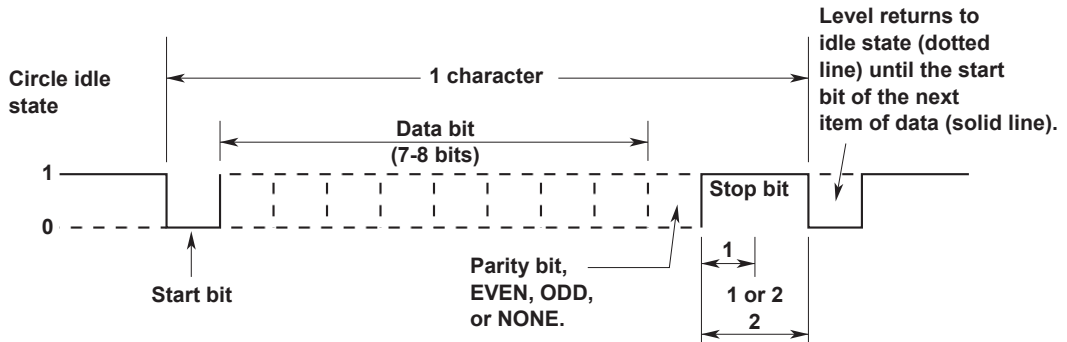 Level returns to
idle state (dotted
line) until the start
bit of the next
item of data (solid line).
Circle idle
state
1 character
Data bit
(7-8 bits)
1
0
Stop bit
Start bit
Parity bit,
EVEN, ODD,
or NONE.
1
1 or 2
2